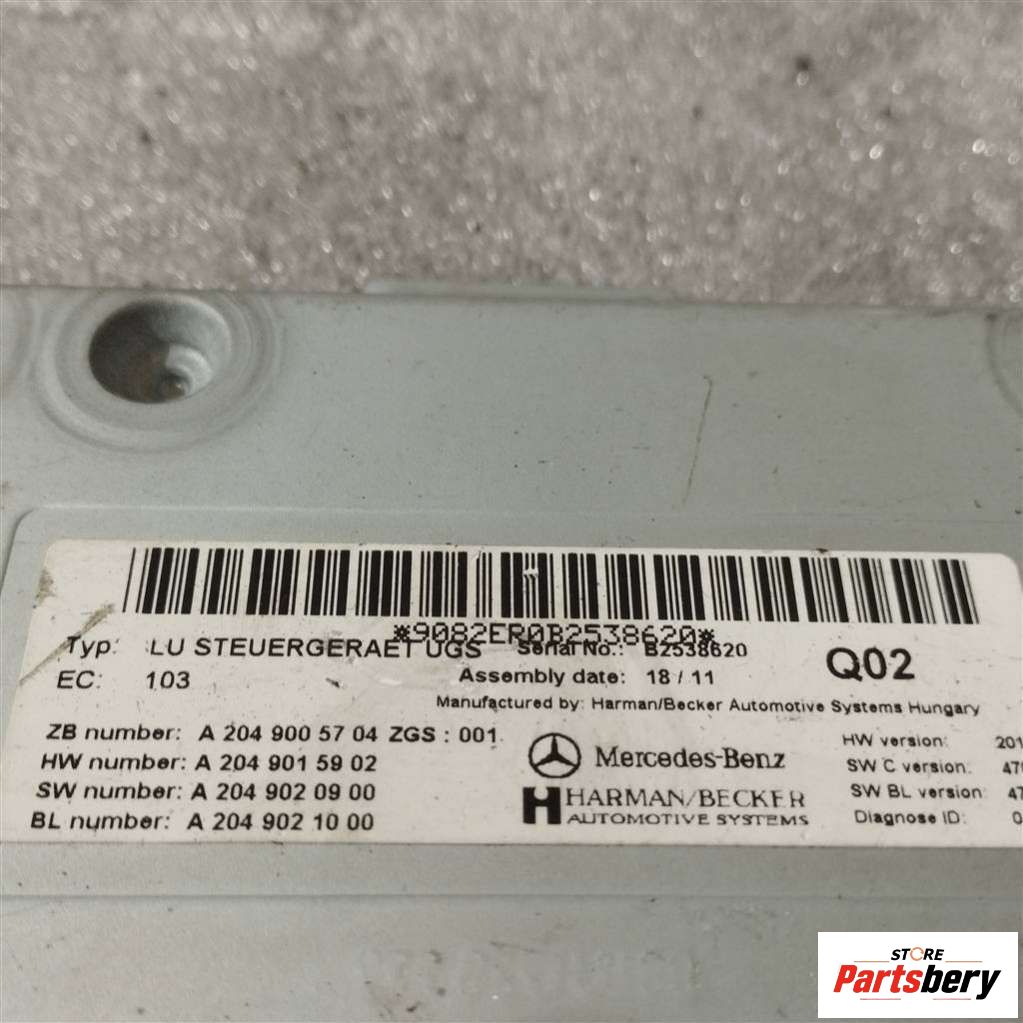 *9082ER0B2538620*
Typ: LU STEUERGERAET UGS Serial No.: B2538620
EC: 103 Assembly date: 18 / 11 Q02
Manufactured by: Harman/Becker Automotive Systems Hungary
ZB number: A 204 900 57 04 ZGS : 001
HW number: A 204 901 59 02
SW number: A 204 902 09 00
BL number: A 204 902 10 00
Mercedes-Benz
HARMAN/BECKER
AUTOMOTIVE SYSTEMS
HW version: 201
SW C version:
SW BL version: 47
Diagnose ID: 0
STORE
Partsbery